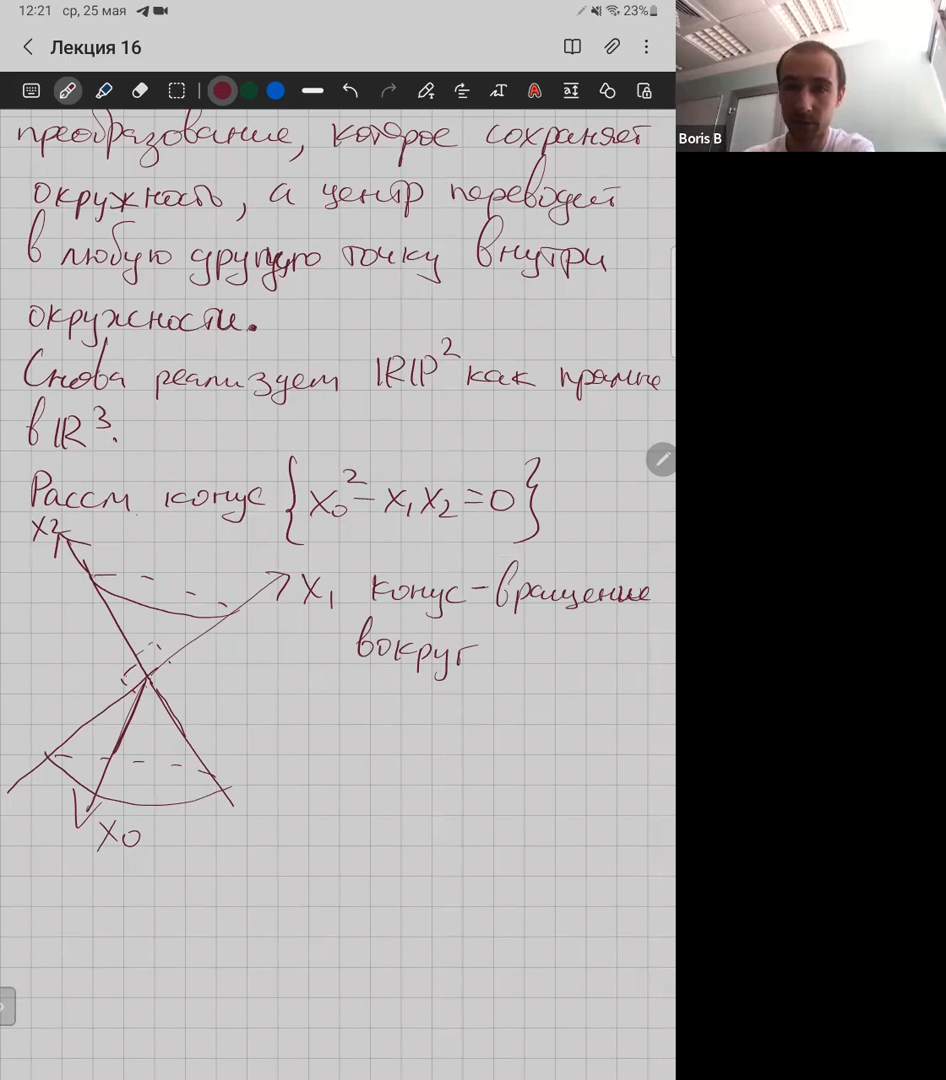 12:21 ср, 25 мая 23%
Лекция 16
Boris B
преобразование, которое сохраняет
окружность, а центр переводит
в любую другую точку внутри
окружности.
Снова реализуем ℝℙ² как прямые
в ℝ³.
Рассм. конус {x₀² - x₁x₂ = 0}
x₂
x₁ конус - вращение
вокруг
x₀